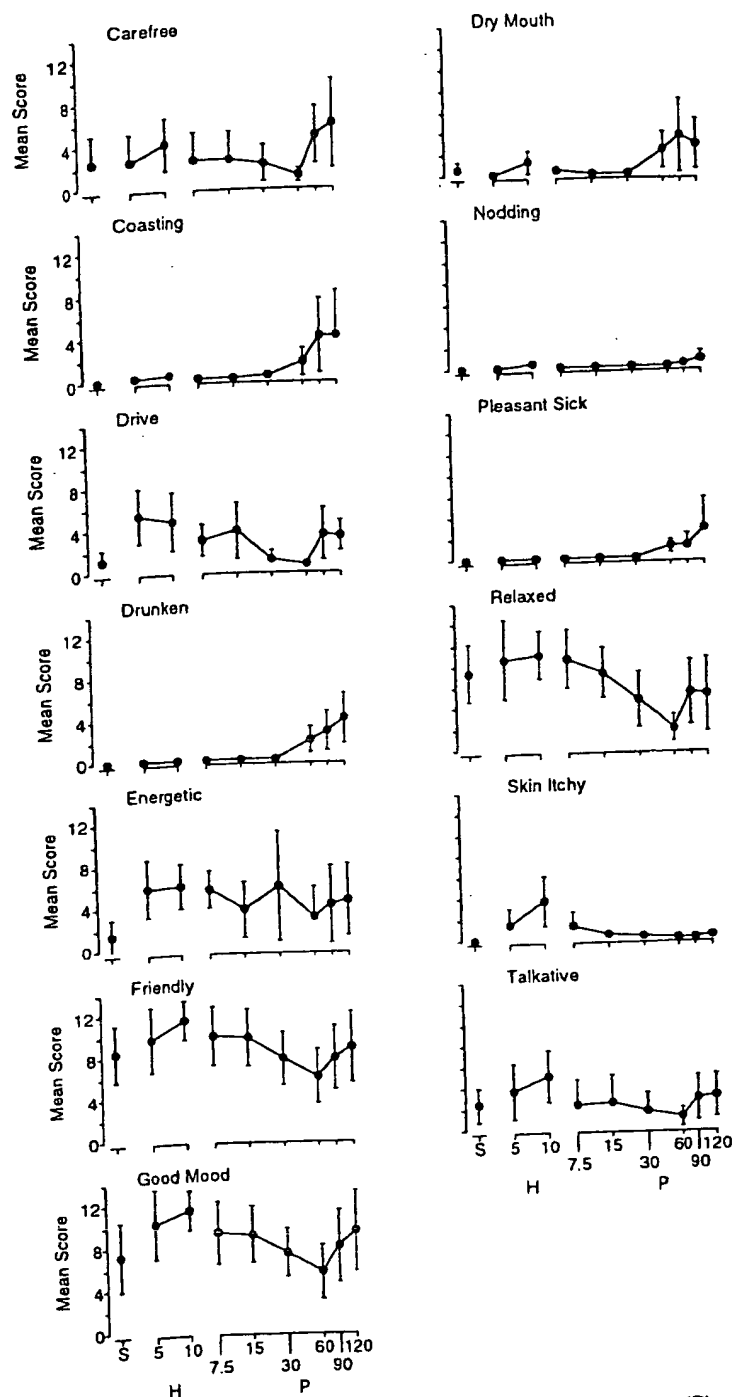 Carefree
Mean Score
12
8
4
0
Coasting
Mean Score
12
8
4
0
Drive
Mean Score
12
8
4
0
Drunken
Mean Score
12
8
4
0
Energetic
Mean Score
12
8
4
0
Friendly
Mean Score
12
8
4
0
Good Mood
Mean Score
12
8
4
0
S
5
10
7.5
15
30
60
90
120
H
P
Dry Mouth
Nodding
Pleasant Sick
Relaxed
Skin Itchy
Talkative
S
5
10
7.5
15
30
60
90
120
H
P